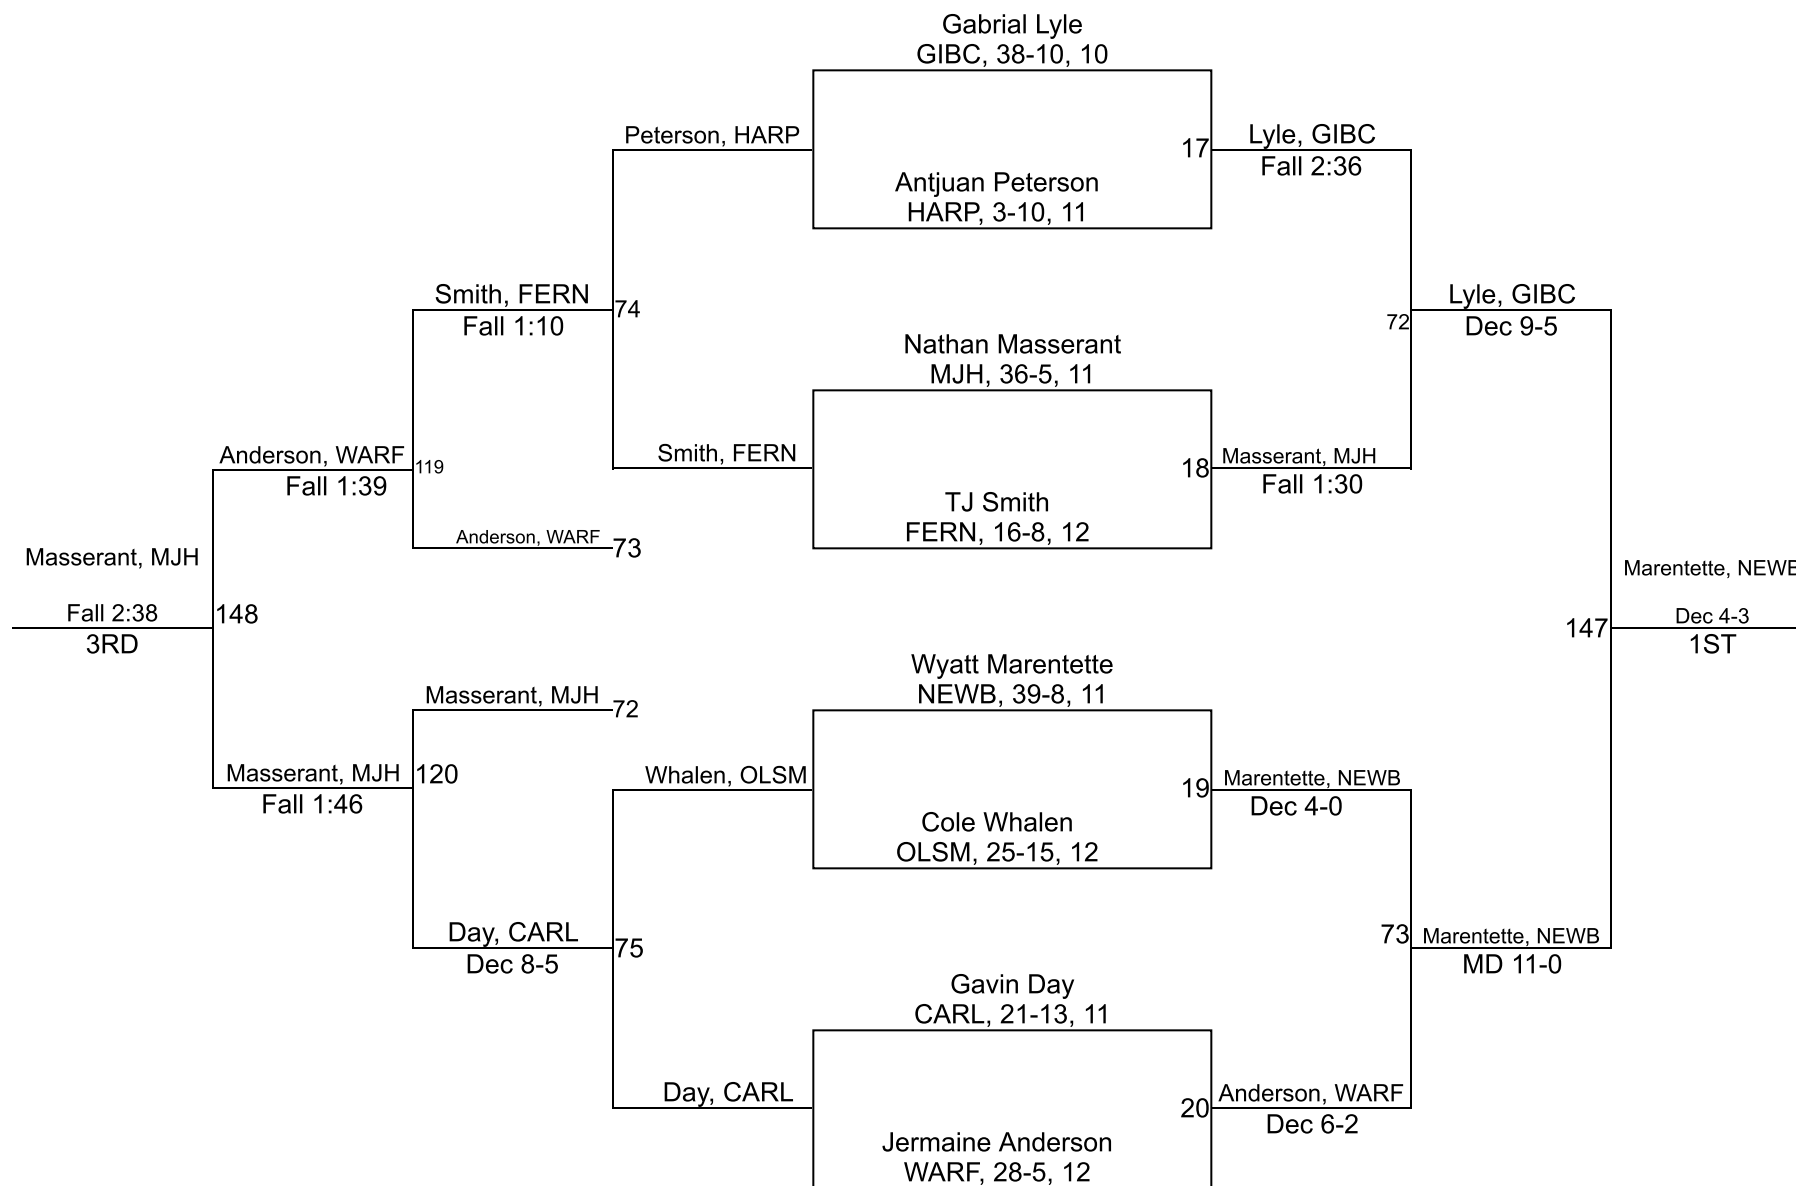 Gabrial Lyle
GIBC, 38-10, 10
Peterson, HARP
17
Lyle, GIBC
Fall 2:36
Antjuan Peterson
HARP, 3-10, 11
Smith, FERN
Fall 1:10
74
Lyle, GIBC
Dec 9-5
72
Nathan Masserant
MJH, 36-5, 11
Anderson, WARF
Fall 1:39
119
Smith, FERN
18
Masserant, MJH
Fall 1:30
TJ Smith
FERN, 16-8, 12
Anderson, WARF
73
Masserant, MJH
Fall 2:38
3RD
148
Marentette, NEWB
Dec 4-3
1ST
147
Wyatt Marentette
NEWB, 39-8, 11
Masserant, MJH
72
Masserant, MJH
Fall 1:46
120
Whalen, OLSM
19
Marentette, NEWB
Dec 4-0
Cole Whalen
OLSM, 25-15, 12
Day, CARL
Dec 8-5
75
73
Marentette, NEWB
MD 11-0
Gavin Day
CARL, 21-13, 11
Day, CARL
20
Anderson, WARF
Dec 6-2
Jermaine Anderson
WARF, 28-5, 12